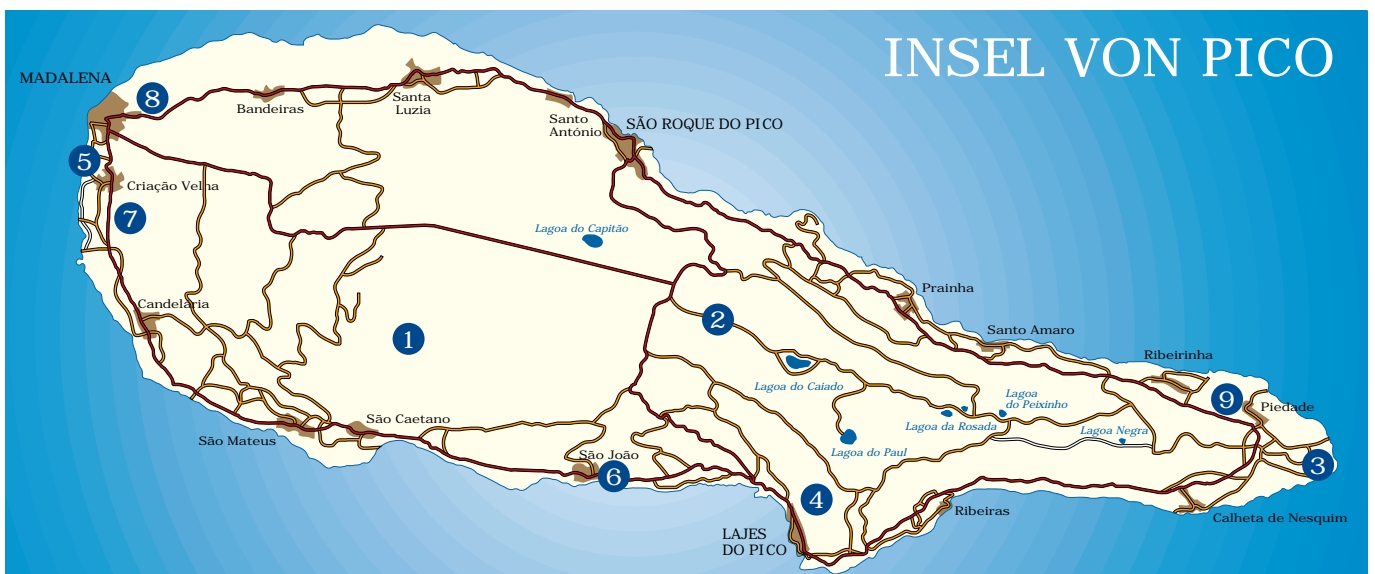 INSEL VON PICO
MADALENA
8
Bandeiras
Santa
Luzia
Santo
António
SÃO ROQUE DO PICO
5
Criação Velha
7
Lagoa do Capitão
Candelaria
1
2
Prainha
Santo Amaro
Ribeirinha
Lagoa do Caiado
Lagoa
do Peixinho
9
Piedade
São Caetano
São Mateus
Lagoa da Rosada
Lagoa Negra
Lagoa do Paul
São João
6
3
4
Ribeiras
Calheta de Nesquim
LAJES
DO PICO